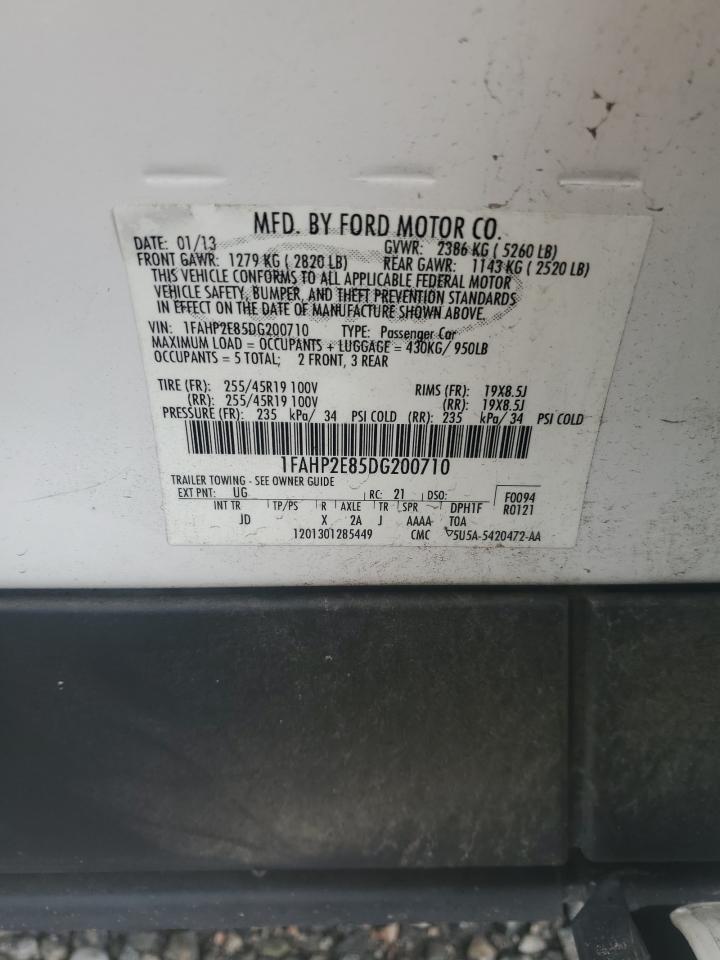 MFD. BY FORD MOTOR CO.
DATE: 01/13 GVWR: 2386 KG ( 5260 LB)
FRONT GAWR: 1279 KG ( 2820 LB) REAR GAWR: 1143 KG ( 2520 LB)
THIS VEHICLE CONFORMS TO ALL APPLICABLE FEDERAL MOTOR
VEHICLE SAFETY, BUMPER, AND THEFT PREVENTION STANDARDS
IN EFFECT ON THE DATE OF MANUFACTURE SHOWN ABOVE.
VIN: 1FAHP2E85DG200710 TYPE: Passenger Car
MAXIMUM LOAD = OCCUPANTS + LUGGAGE = 430KG/ 950LB
OCCUPANTS = 5 TOTAL; 2 FRONT, 3 REAR
TIRE (FR): 255/45R19 100V RIMS (FR): 19X8.5J
(RR): 255/45R19 100V (RR): 19X8.5J
PRESSURE (FR): 235 kPa/ 34 PSI COLD (RR): 235 kPa/ 34 PSI COLD
1FAHP2E85DG200710
TRAILER TOWING - SEE OWNER GUIDE
EXT PNT: UG RC: 21 DSO: F0094
INT TR TP/PS R AXLE TR SPR DPH1F R0121
JD X 2A J AAAA TOA
1201301285449 CMC 5U5A-5420472-AA